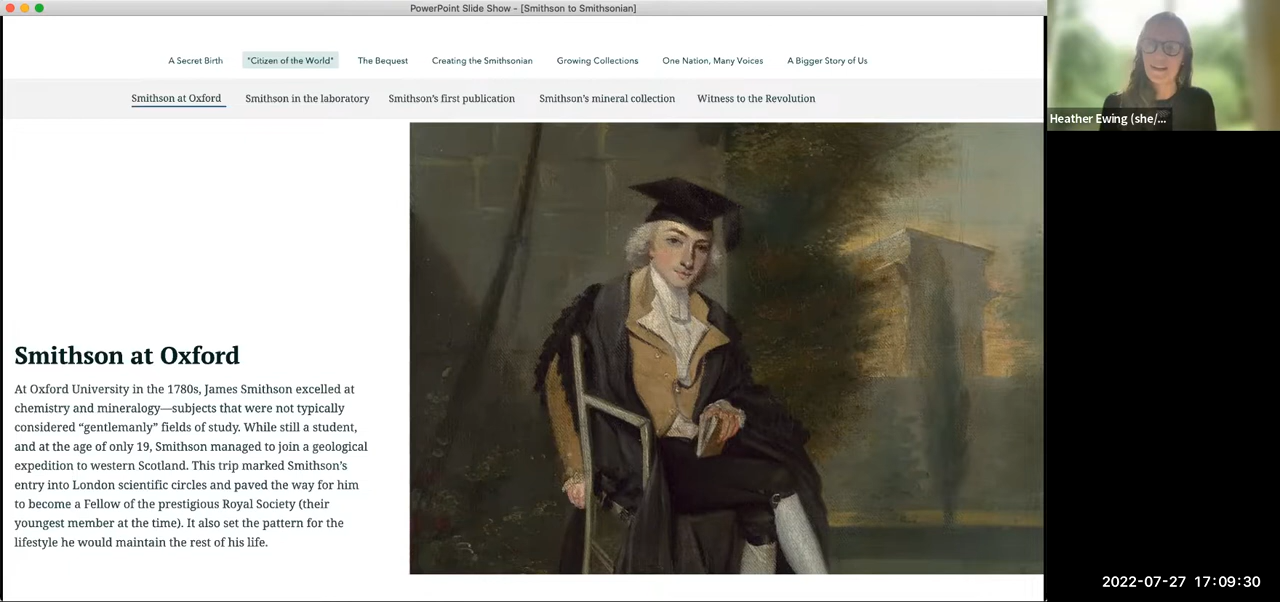 PowerPoint Slide Show - [Smithson to Smithsonian]
A Secret Birth "Citizen of the World" The Bequest Creating the Smithsonian Growing Collections One Nation, Many Voices A Bigger Story of Us
Smithson at Oxford Smithson in the laboratory Smithson's first publication Smithson's mineral collection Witness to the Revolution
Heather Ewing (she/...
Smithson at Oxford
At Oxford University in the 1780s, James Smithson excelled at
chemistry and mineralogy—subjects that were not typically
considered “gentlemanly” fields of study. While still a student,
and at the age of only 19, Smithson managed to join a geological
expedition to western Scotland. This trip marked Smithson’s
entry into London scientific circles and paved the way for him
to become a Fellow of the prestigious Royal Society (their
youngest member at the time). It also set the pattern for the
lifestyle he would maintain the rest of his life.
2022-07-27 17:09:30